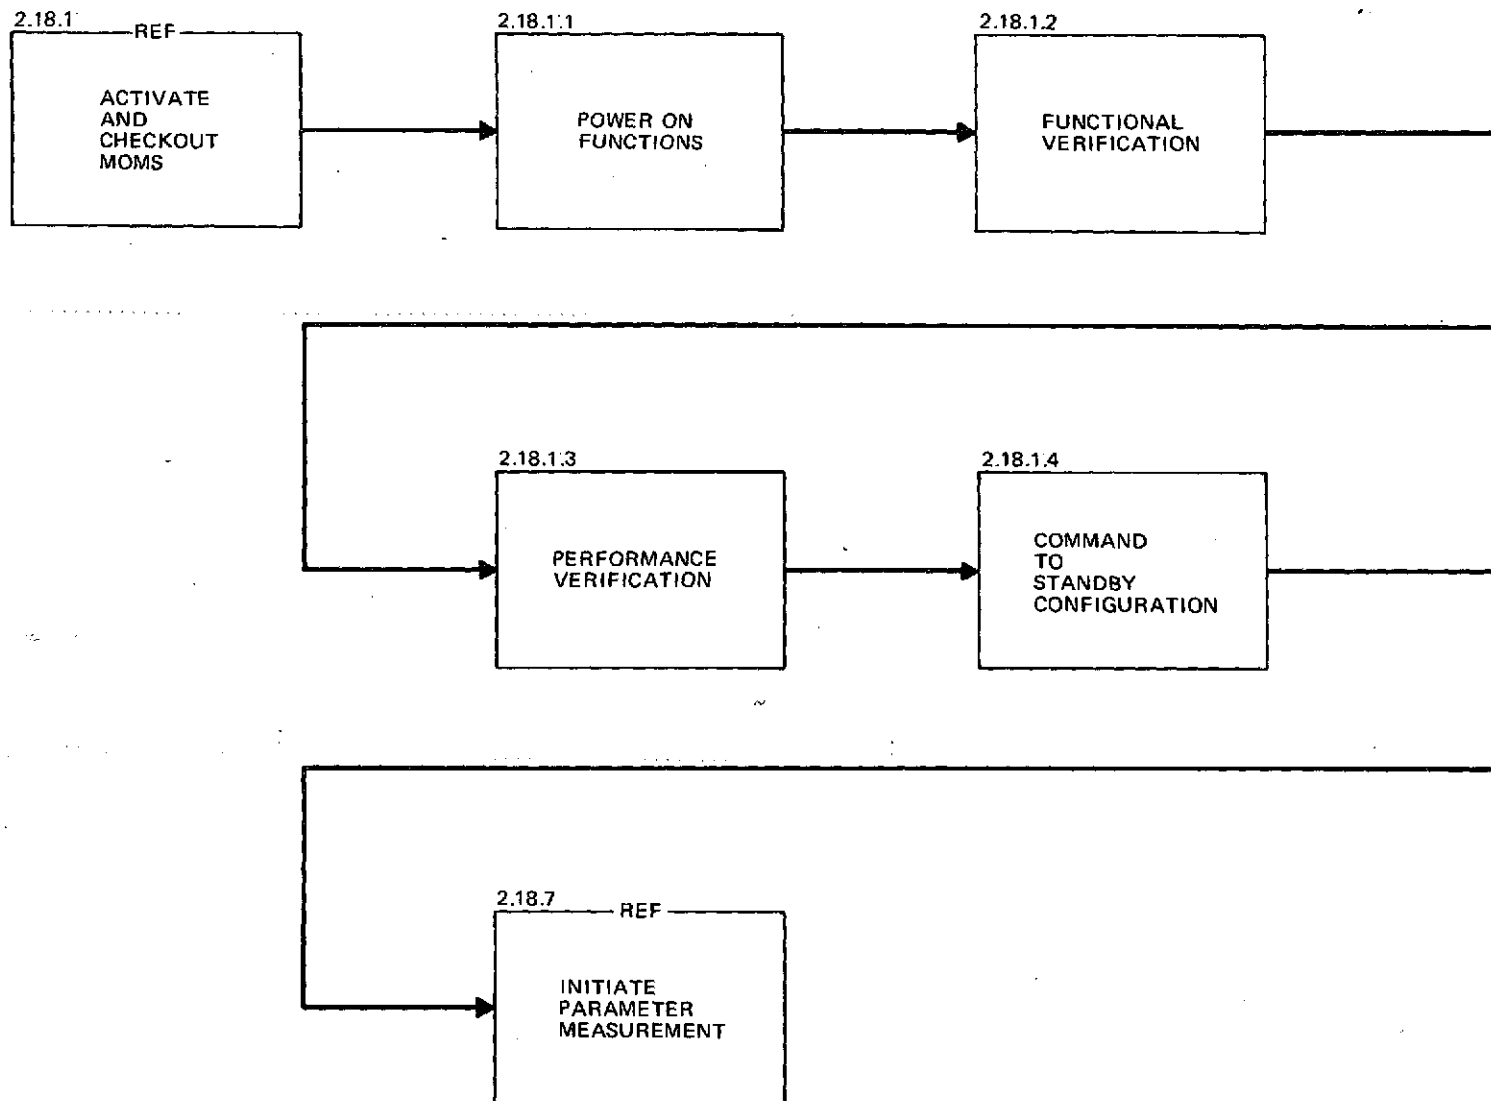 2.18.1
REF
ACTIVATE
AND
CHECKOUT
MOMS
2.18.1.1
POWER ON
FUNCTIONS
2.18.1.2
FUNCTIONAL
VERIFICATION
2.18.1.3
PERFORMANCE
VERIFICATION
2.18.1.4
COMMAND
TO
STANDBY
CONFIGURATION
2.18.7
REF
INITIATE
PARAMETER
MEASUREMENT